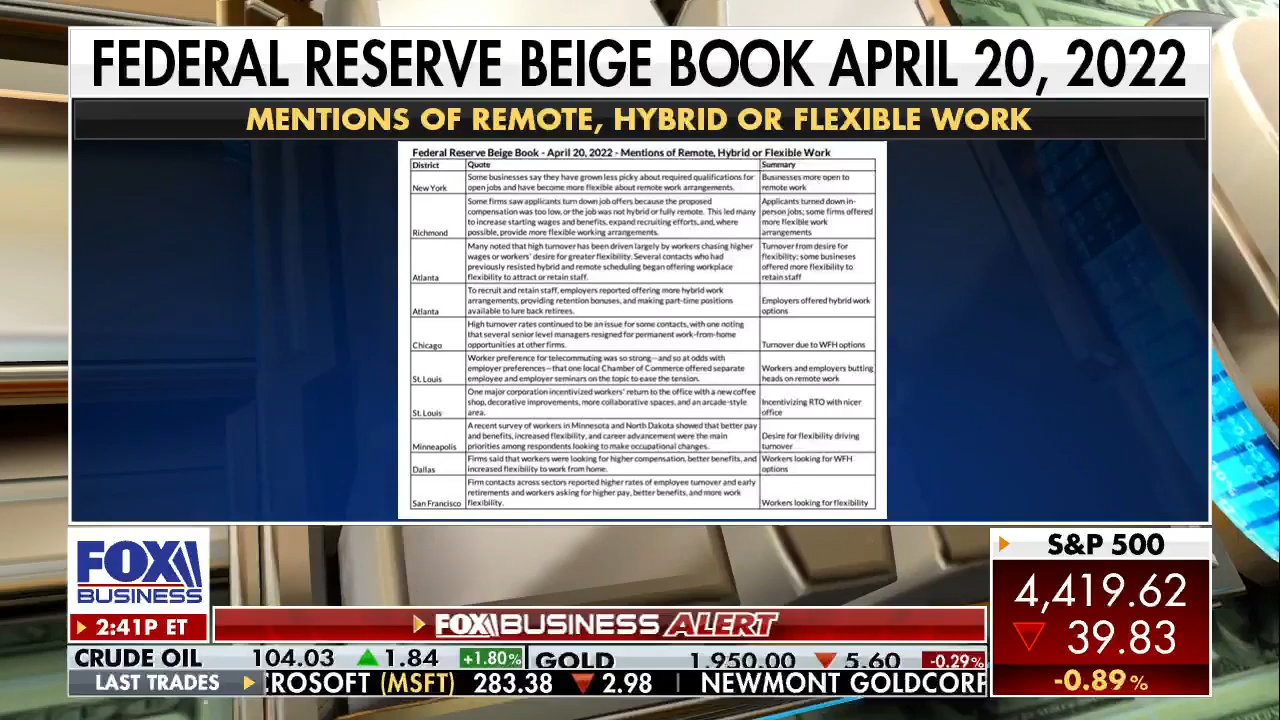 FEDERAL RESERVE BEIGE BOOK APRIL 20, 2022
MENTIONS OF REMOTE, HYBRID OR FLEXIBLE WORK
Federal Reserve Beige Book - April 20, 2022 - Mentions of Remote, Hybrid or Flexible Work
District Quote Summary
New York
Some businesses say they have grown less picky about required qualifications for
open jobs and have become more flexible about remote work arrangements.
Businesses more open to
remote work
Richmond
Some firms saw applicants turn down job offers because the proposed
compensation was too low, or the job was not hybrid or fully remote. This led many
to increase starting wages and benefits, expand recruiting efforts, and, where
possible, provide more flexible working arrangements.
Applicants turned down in-
person jobs; some firms offered
more flexible work
arrangements
Atlanta
Many noted that high turnover has been driven largely by workers chasing higher
wages or workers' desire for greater flexibility. Several contacts who had
previously resisted hybrid and remote scheduling began offering workplace
flexibility to attract or retain staff.
Turnover from desire for
flexibility; some busineses
offered more flexibility to
retain staff
Atlanta
To recruit and retain staff, employers reported offering more hybrid work
arrangements, providing retention bonuses, and making part-time positions
available to lure back retirees.
Employers offered hybrid work
options
Chicago
High turnover rates continued to be an issue for some contacts, with one noting
that several senior level managers resigned for permanent work-from-home
opportunities at other firms.
Turnover due to WFH options
St. Louis
Worker preference for telecommuting was so strong—and so at odds with
employer preferences—that one local Chamber of Commerce offered separate
employee and employer seminars on the topic to ease the tension.
Workers and employers butting
heads on remote work
St. Louis
One major corporation incentivized workers' return to the office with a new coffee
shop, decorative improvements, more collaborative spaces, and an arcade-style
area.
Incentivizing RTO with nicer
office
Minneapolis
A recent survey of workers in Minnesota and North Dakota showed that better pay
and benefits, increased flexibility, and career advancement were the main
priorities among respondents looking to make occupational changes.
Desire for flexibility driving
turnover
Dallas
Firms said that workers were looking for higher compensation, better benefits, and
increased flexibility to work from home.
Workers looking for WFH
options
San Francisco
Firm contacts across sectors reported higher rates of employee turnover and early
retirements and workers asking for higher pay, better benefits, and more work
flexibility.
Workers looking for flexibility
FOX
BUSINESS
2:41P ET
FOX BUSINESS ALERT
S&P 500
4,419.62
39.83
-0.89%
CRUDE OIL 104.03 1.84 +1.80% GOLD 1,950.00 5.60 -0.29%
LAST TRADES CROSOFT (MSFT) 283.38 2.98 | NEWMONT GOLDCORP